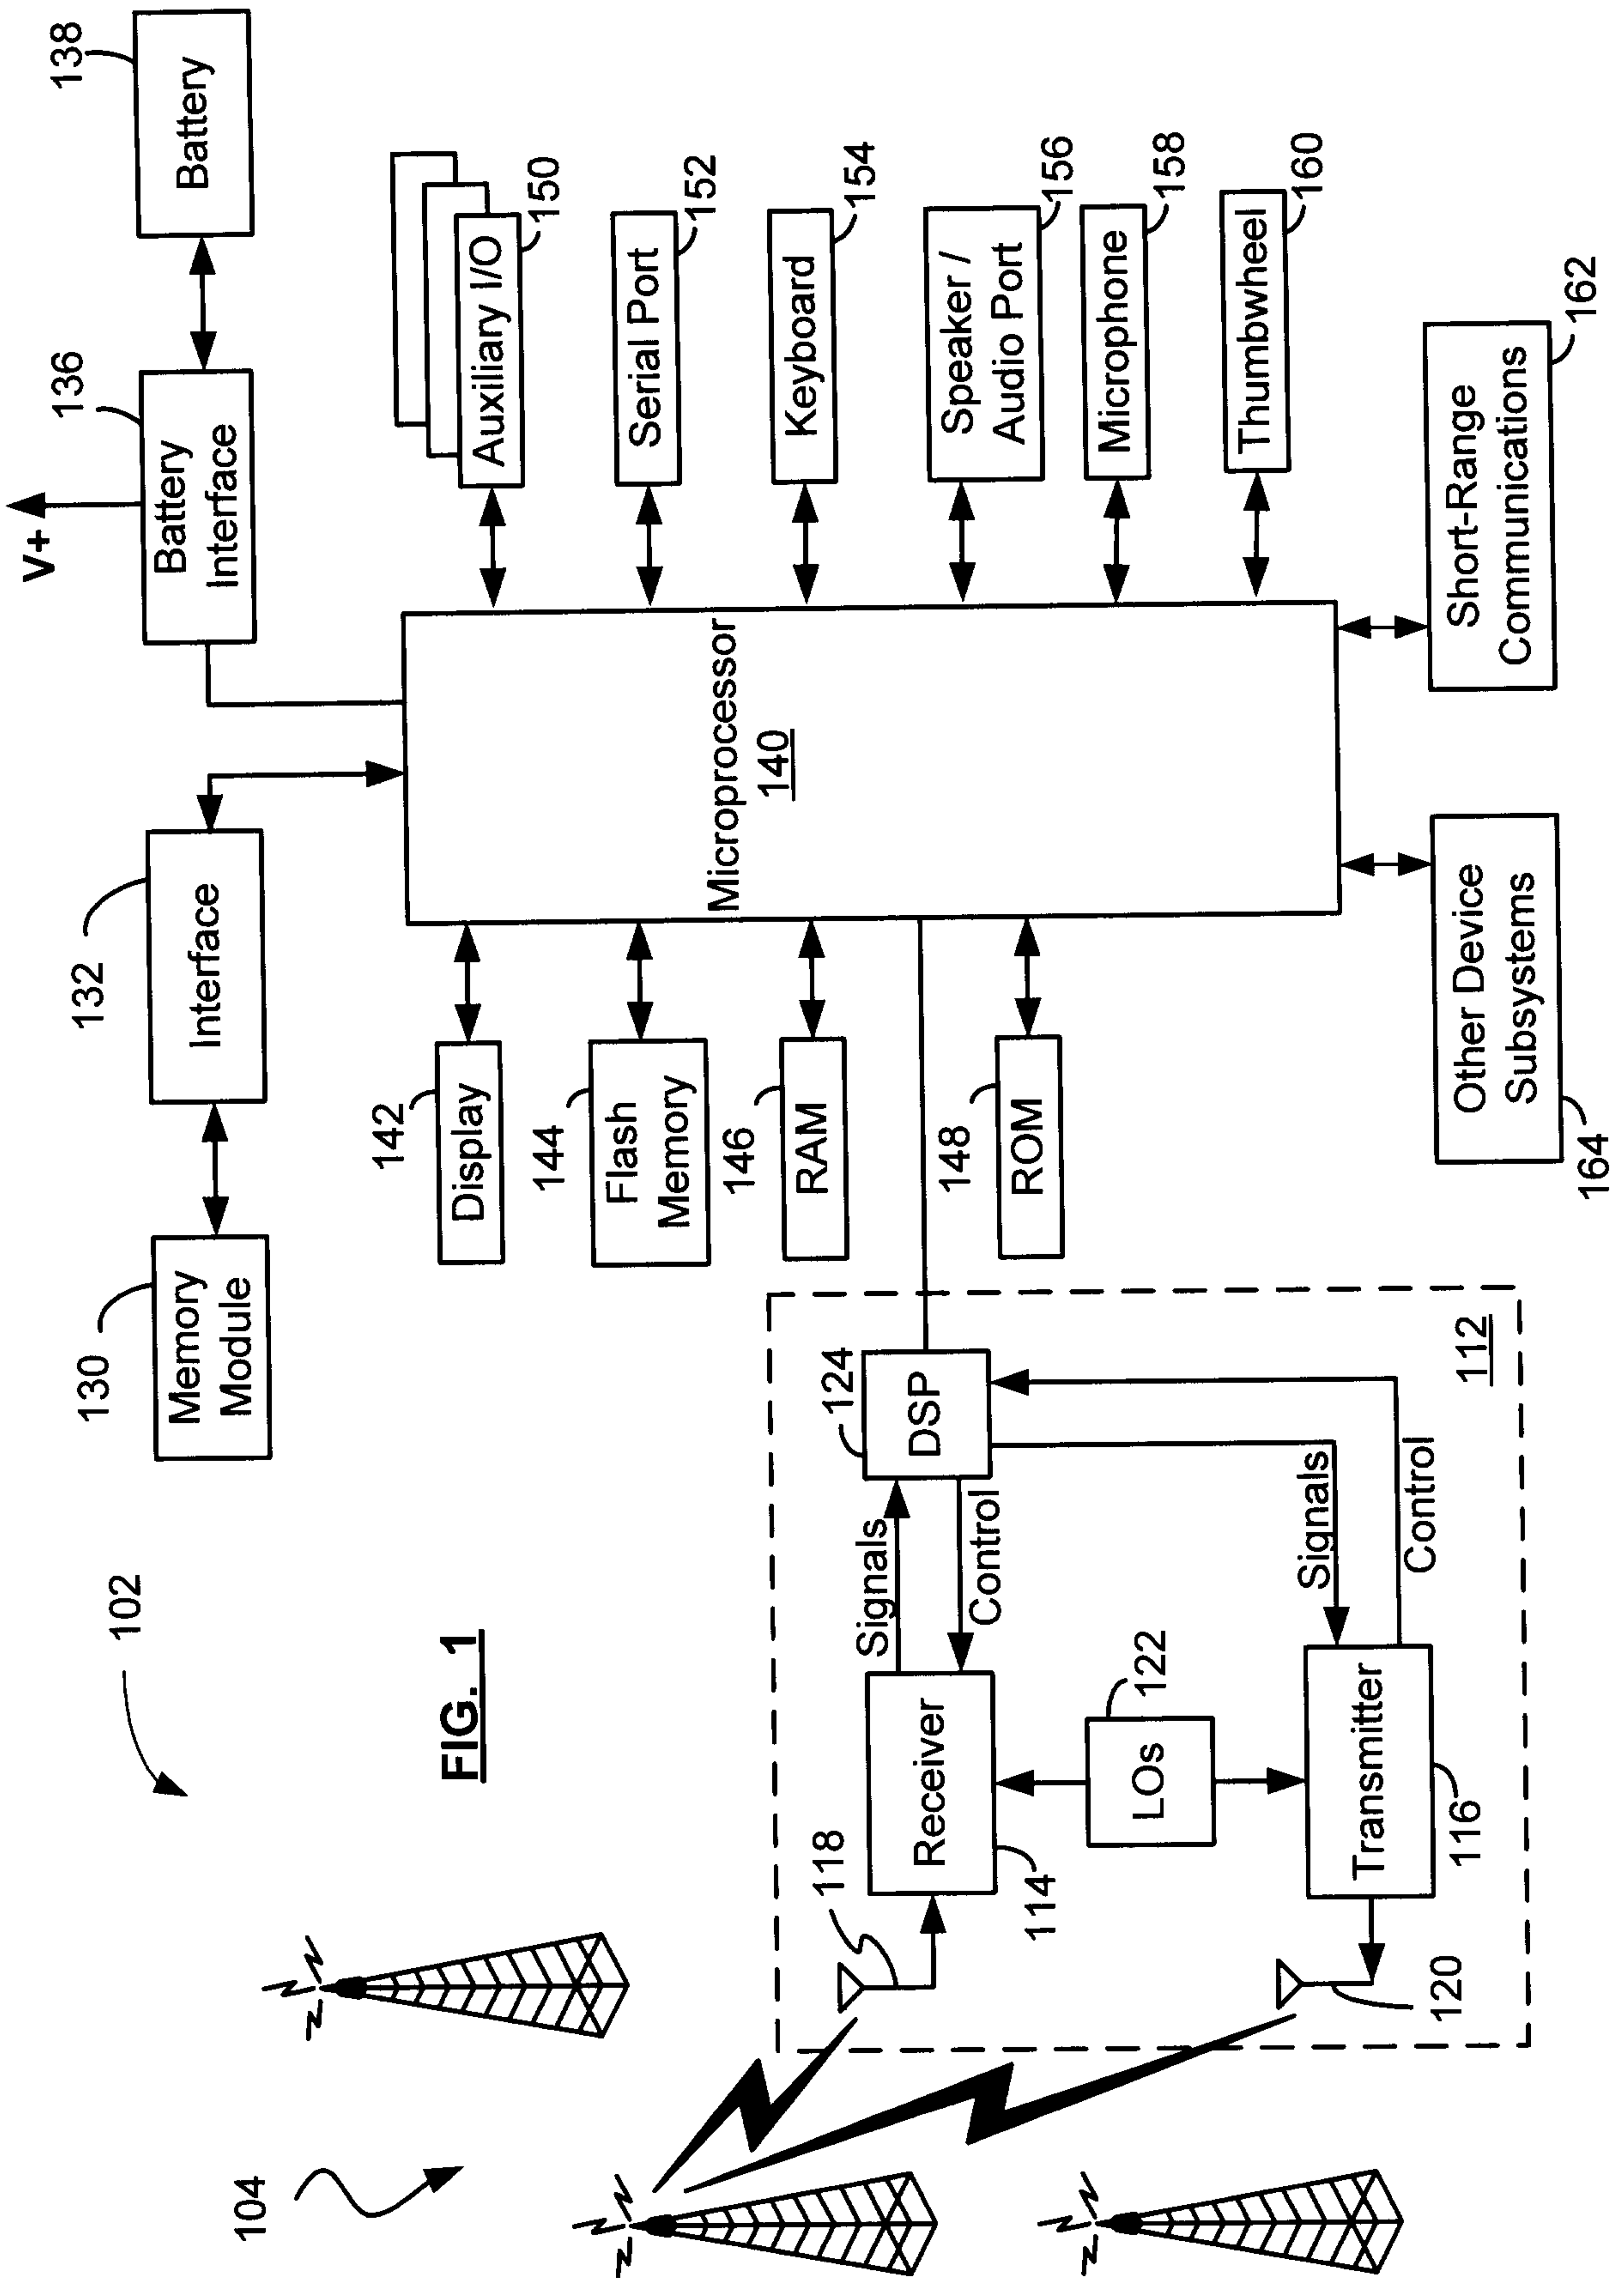 102
104
FIG. 1
130
Memory
Module
132
Interface
V+
136
Battery
Interface
138
Battery
142
Display
144
Flash
Memory
146
RAM
148
ROM
Microprocessor
140
Auxiliary I/O
150
Serial Port
152
Keyboard
154
Speaker /
Audio Port
156
Microphone
158
Thumbwheel
160
Short-Range
Communications
162
Other Device
Subsystems
164
112
118
Receiver
114
Signals
Control
124
DSP
LOs
122
Signals
Control
Transmitter
116
120